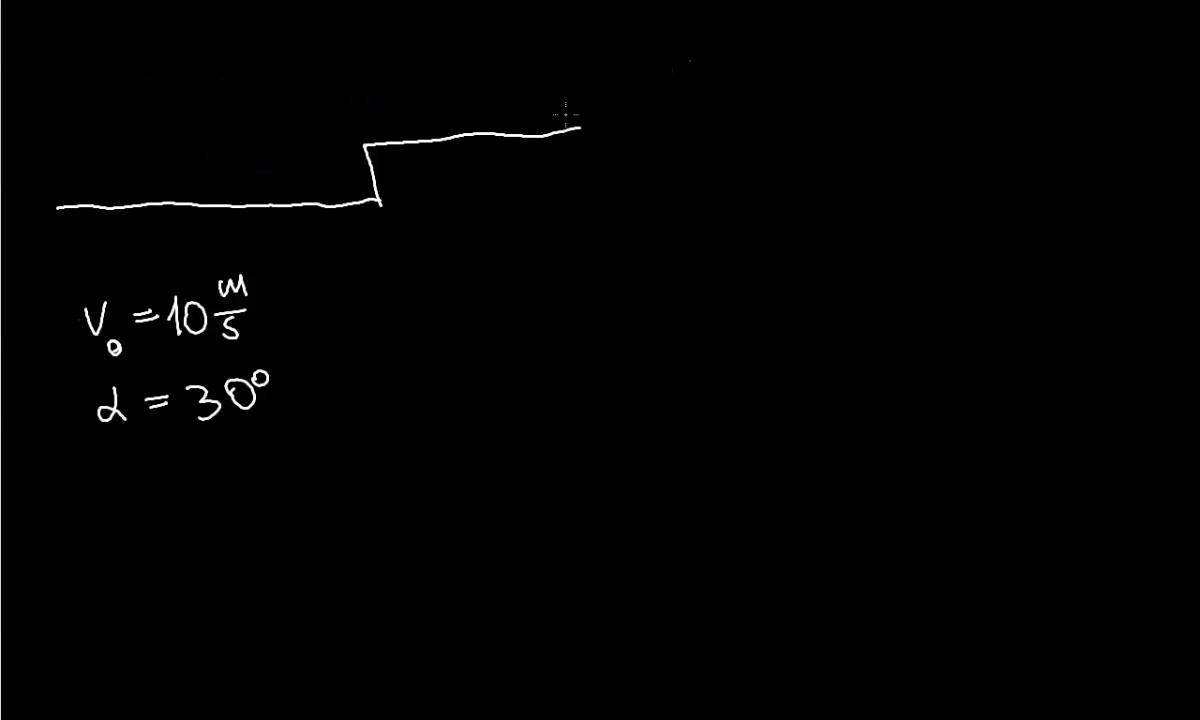 V₀ = 10 m/s
α = 30°